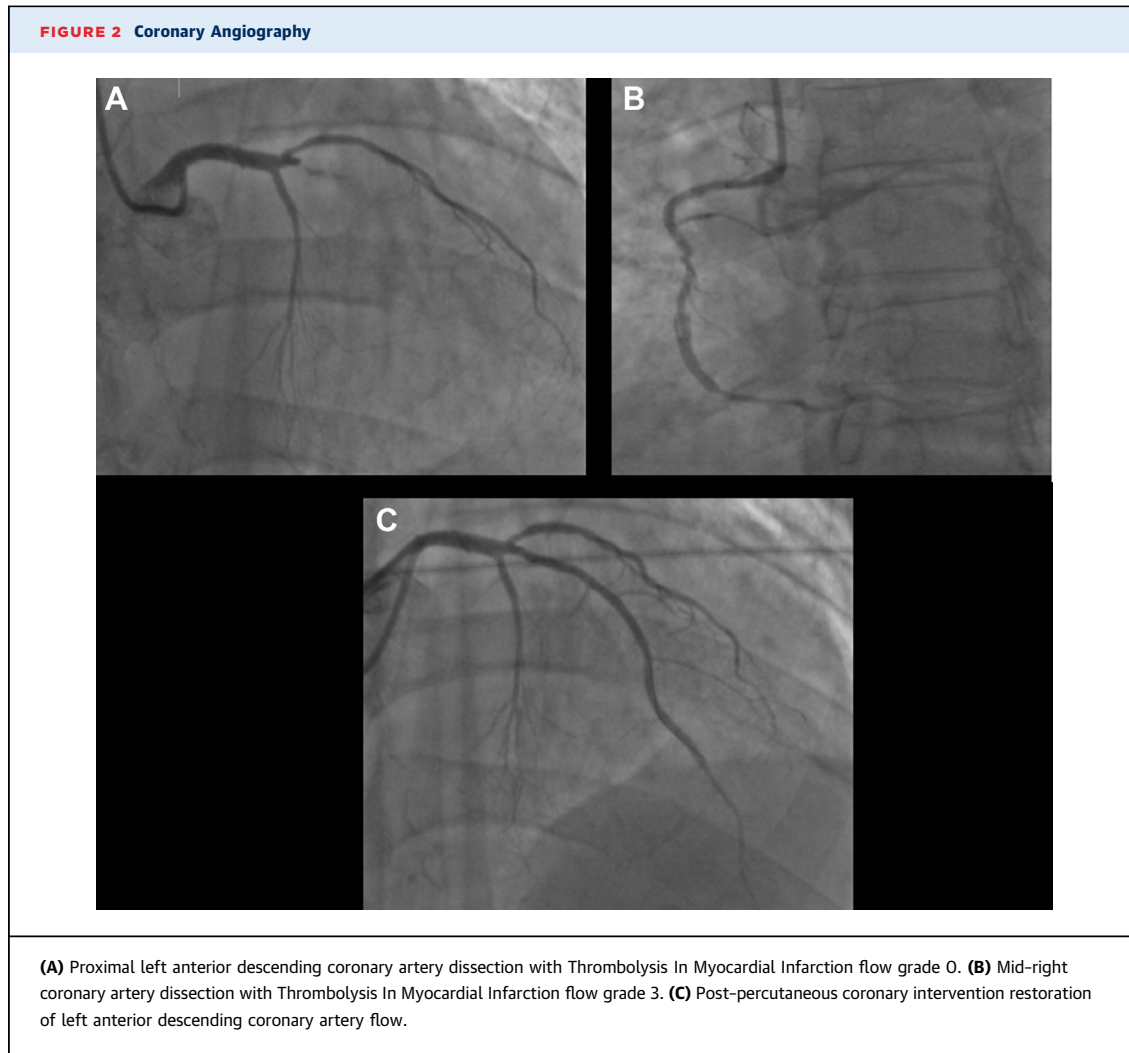 FIGURE 2 Coronary Angiography
A
B
C
(A) Proximal left anterior descending coronary artery dissection with Thrombolysis In Myocardial Infarction flow grade 0. (B) Mid-right
coronary artery dissection with Thrombolysis In Myocardial Infarction flow grade 3. (C) Post-percutaneous coronary intervention restoration
of left anterior descending coronary artery flow.